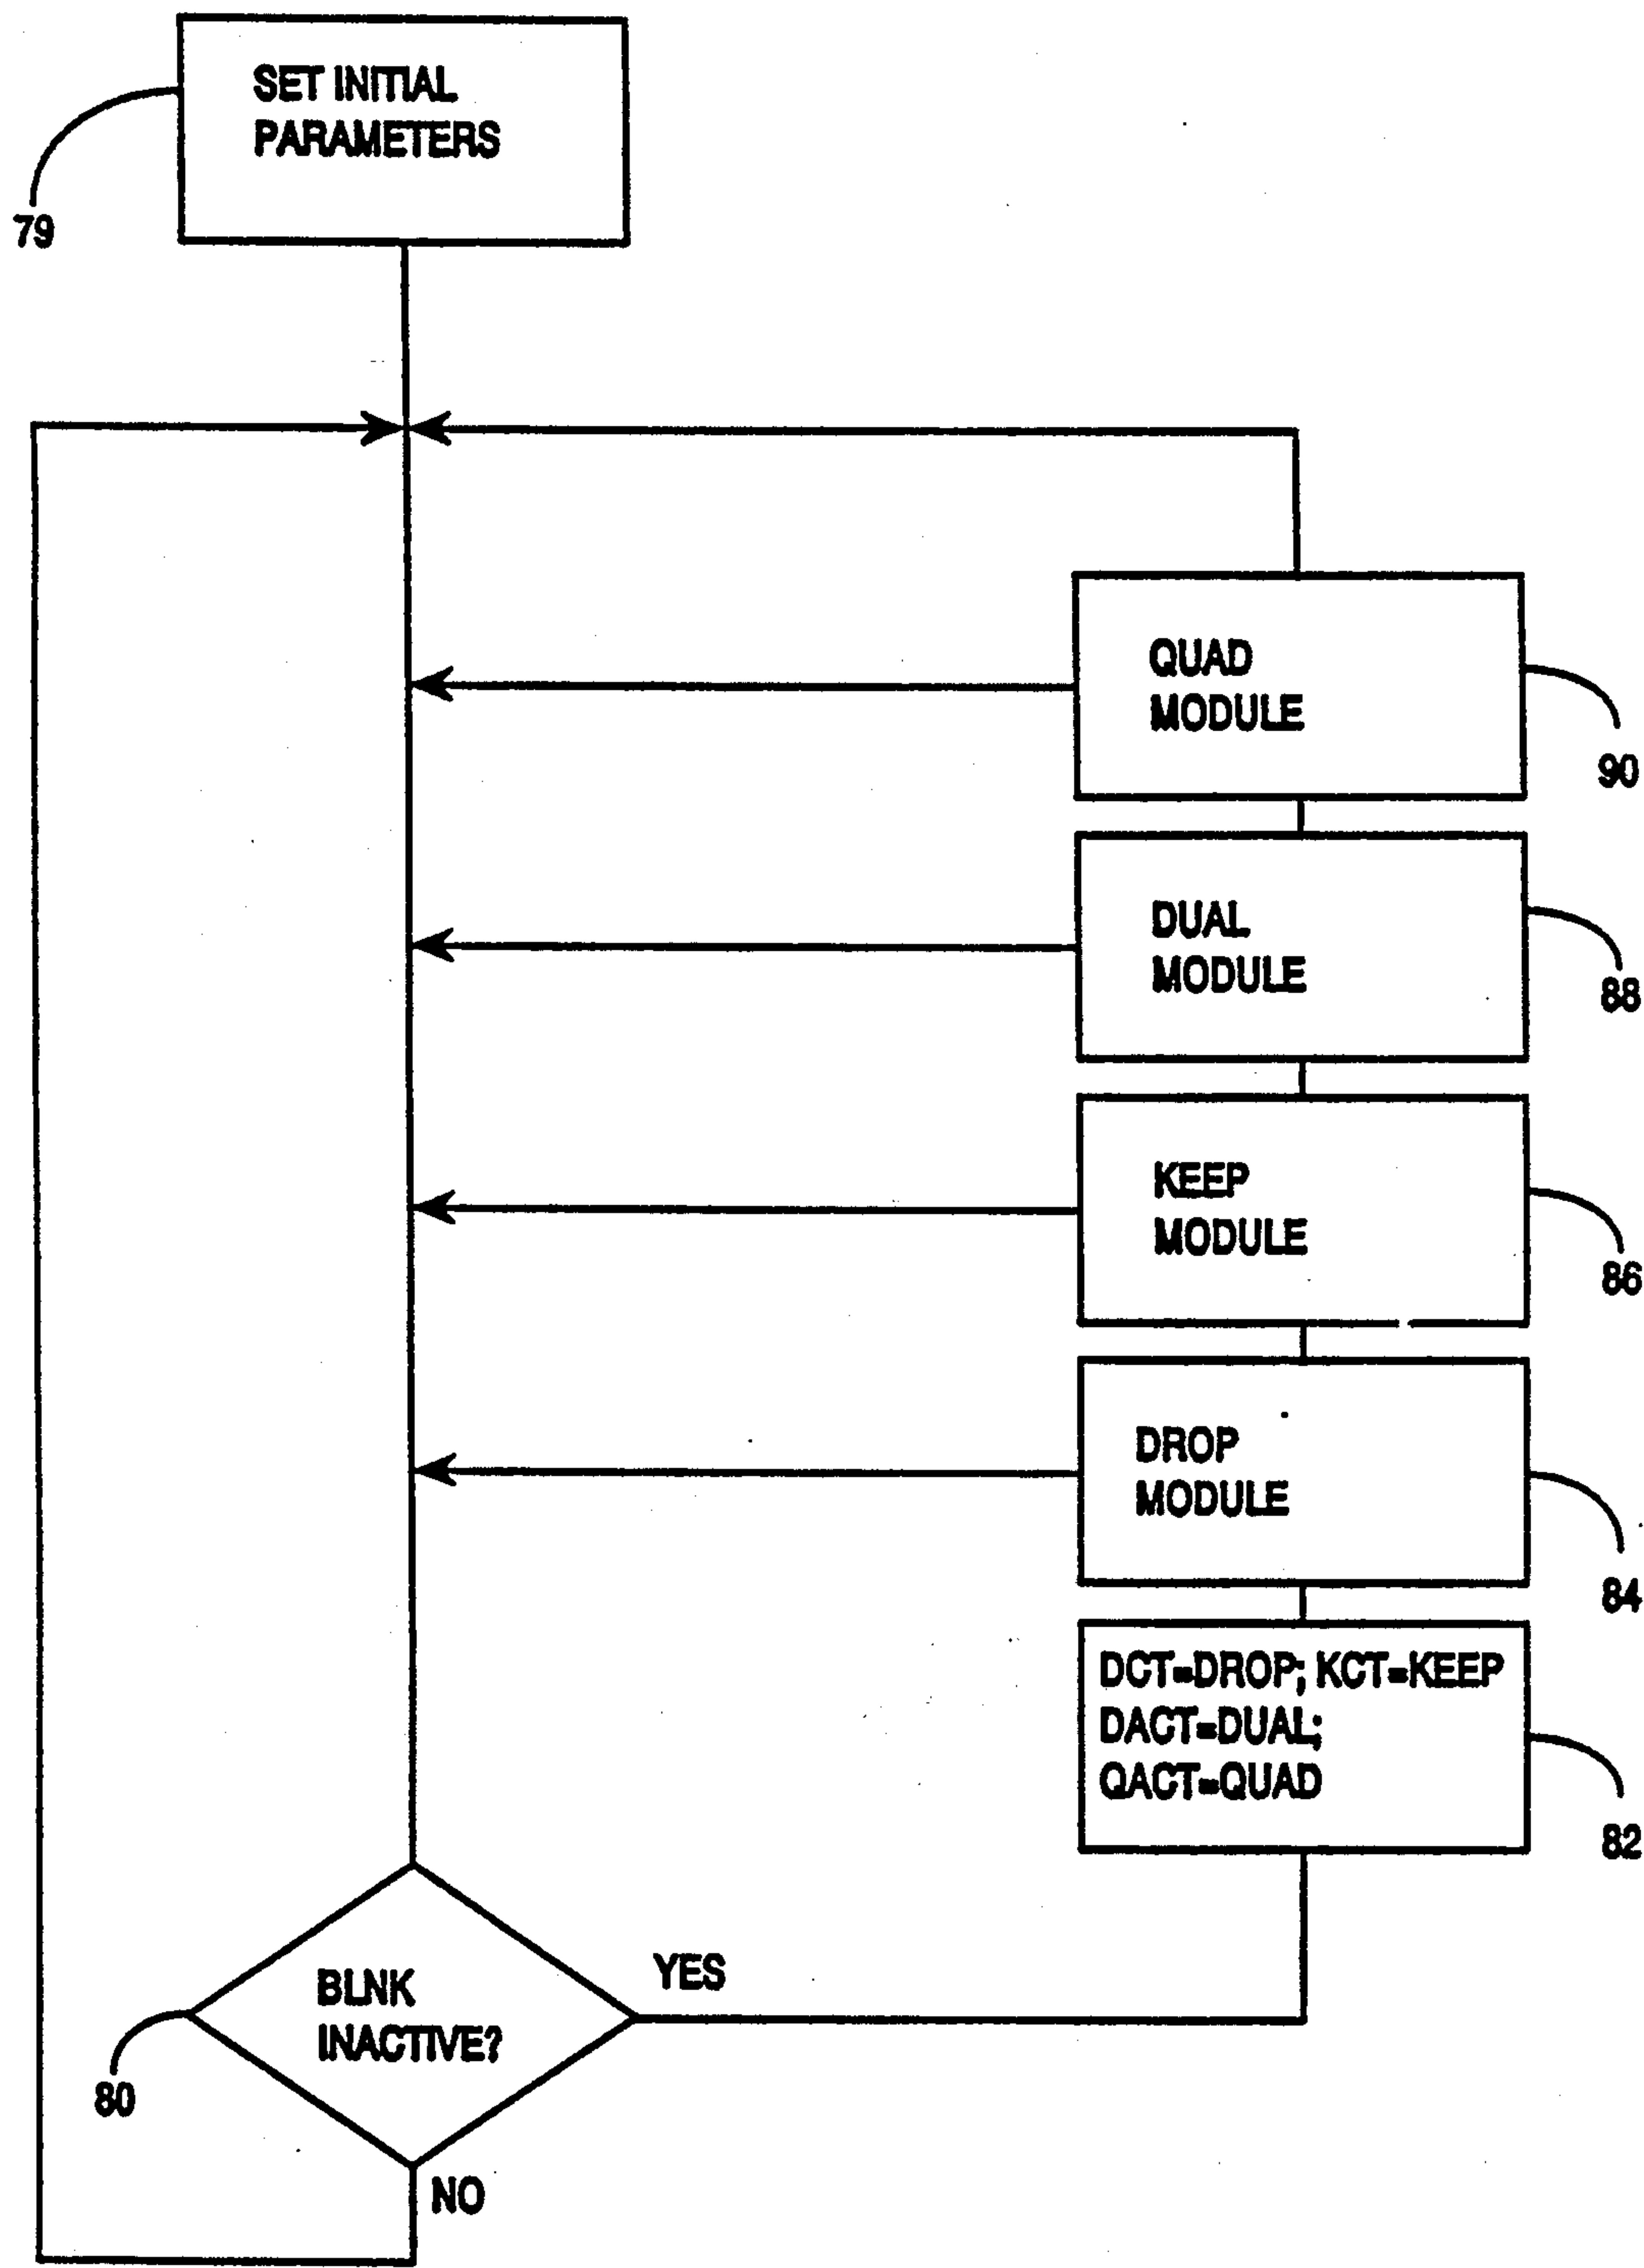 SET INITIAL
PARAMETERS
79
QUAD
MODULE
90
DUAL
MODULE
88
KEEP
MODULE
86
DROP
MODULE
84
DCT=DROP; KCT=KEEP
DACT=DUAL;
QACT=QUAD
82
YES
BLNK
INACTIVE?
80
NO